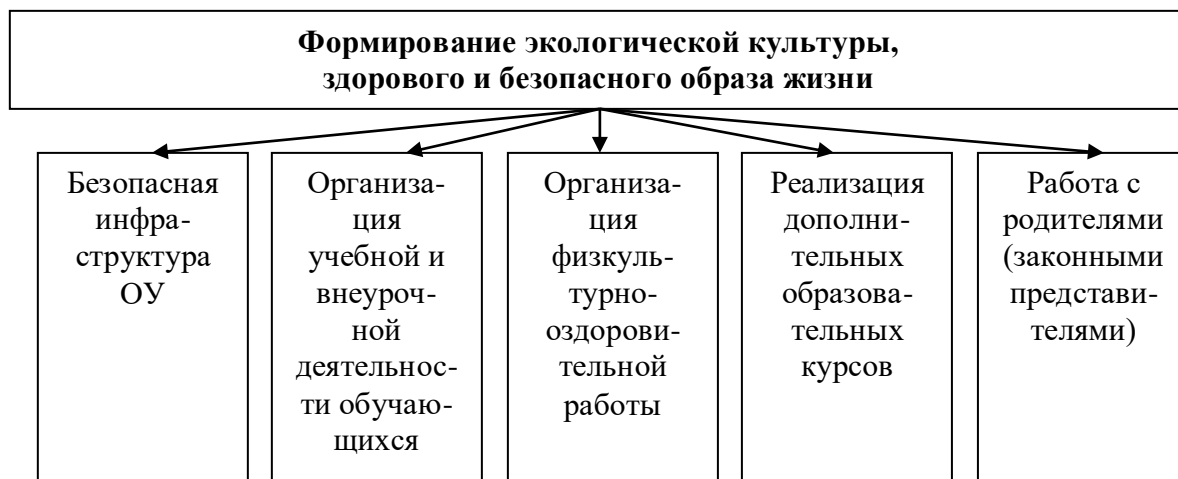 Формирование экологической культуры,
здорового и безопасного образа жизни
Безопасная
инфра-
структура
ОУ
Организа-
ция
учебной и
внеуроч-
ной
деятельнос-
ти обучаю-
щихся
Организа-
ция
физкуль-
турно-
оздорови-
тельной
работы
Реализация
дополни-
тельных
образова-
тельных
курсов
Работа с
родителями
(законными
представи-
телями)